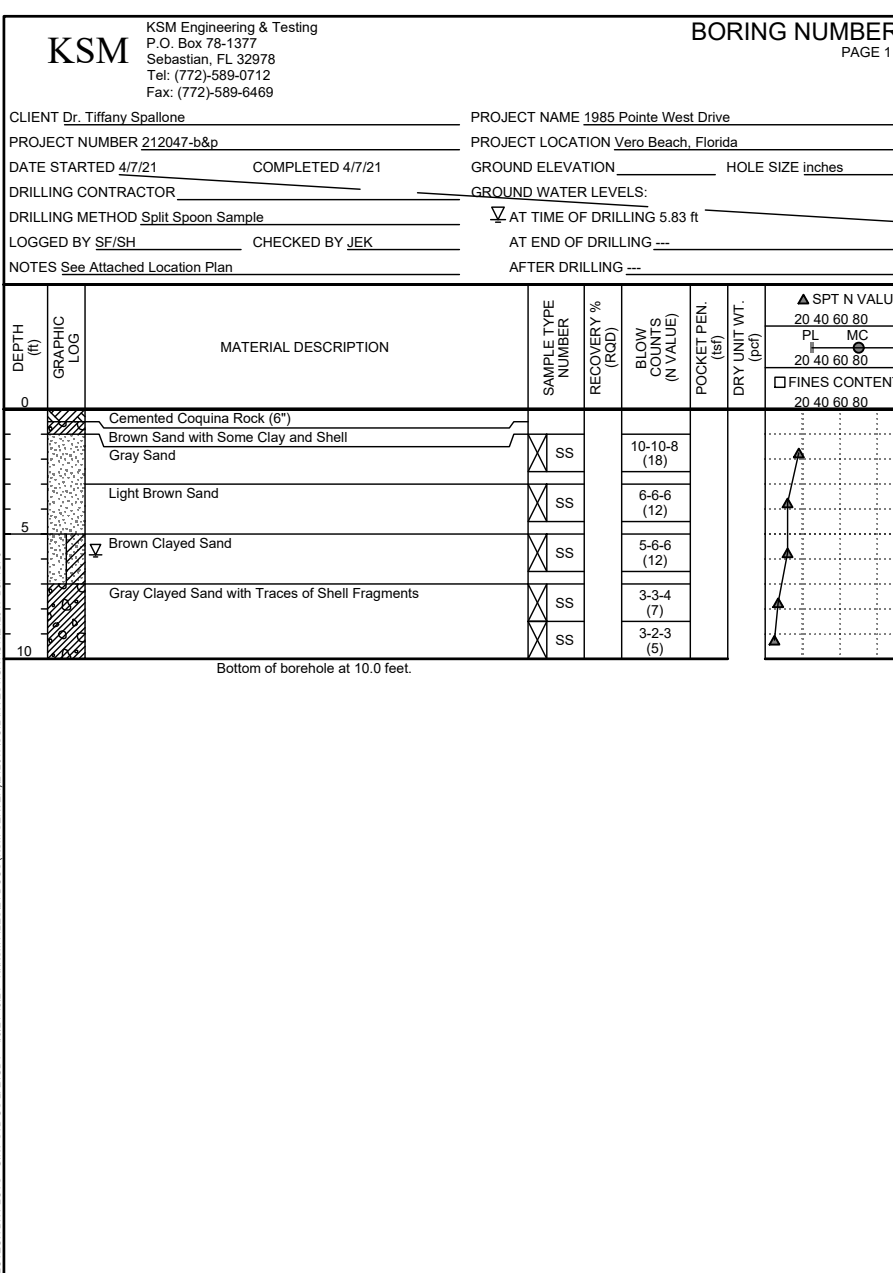 KSM
KSM Engineering & Testing
P.O. Box 78-1377
Sebastian, FL 32978
Tel: (772)-589-0712
Fax: (772)-589-6469
BORING NUMBER
PAGE 1
CLIENT Dr. Tiffany Spallone
PROJECT NAME 1985 Pointe West Drive
PROJECT NUMBER 212047-b&p
PROJECT LOCATION Vero Beach, Florida
DATE STARTED 4/7/21 COMPLETED 4/7/21
GROUND ELEVATION HOLE SIZE inches
DRILLING CONTRACTOR
GROUND WATER LEVELS:
DRILLING METHOD Split Spoon Sample
AT TIME OF DRILLING 5.83 ft
LOGGED BY SF/SH CHECKED BY JEK
AT END OF DRILLING ---
NOTES See Attached Location Plan
AFTER DRILLING ---
DEPTH
(ft)
GRAPHIC
LOG
MATERIAL DESCRIPTION
SAMPLE TYPE
NUMBER
RECOVERY %
(RQD)
BLOW
COUNTS
(N VALUE)
POCKET PEN.
(tsf)
DRY UNIT WT.
(pcf)
▲ SPT N VALU
20 40 60 80
PL MC
20 40 60 80
□ FINES CONTENT
20 40 60 80
0
Cemented Coquina Rock (6")
Brown Sand with Some Clay and Shell
Gray Sand
SS
10-10-8
(18)
Light Brown Sand
SS
6-6-6
(12)
5
Brown Clayed Sand
SS
5-6-6
(12)
Gray Clayed Sand with Traces of Shell Fragments
SS
3-3-4
(7)
SS
3-2-3
(5)
10
Bottom of borehole at 10.0 feet.